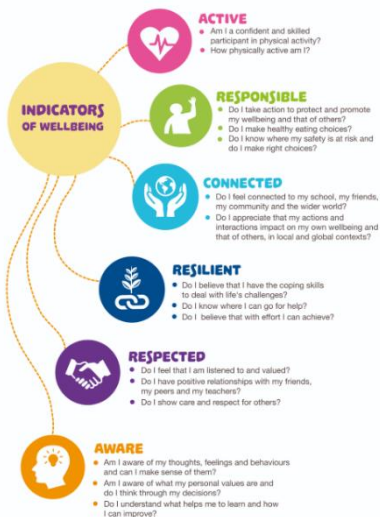 INDICATORS
OF WELLBEING
ACTIVE
Am I a confident and skilled
participant in physical activity?
How physically active am I?
RESPONSIBLE
Do I take action to protect and promote
my wellbeing and that of others?
Do I make healthy eating choices?
Do I know where my safety is at risk and
do I make right choices?
CONNECTED
Do I feel connected to my school, my friends,
my community and the wider world?
Do I appreciate that my actions and
interactions impact on my own wellbeing and
that of others, in local and global contexts?
RESILIENT
Do I believe that I have the coping skills
to deal with life's challenges?
Do I know where I can go for help?
Do I believe that with effort I can achieve?
RESPECTED
Do I feel that I am listened to and valued?
Do I have positive relationships with my friends,
my peers and my teachers?
Do I show care and respect for others?
AWARE
Am I aware of my thoughts, feelings and behaviours
and can I make sense of them?
Am I aware of what my personal values are and
do I think through my decisions?
Do I understand what helps me to learn and how
I can improve?